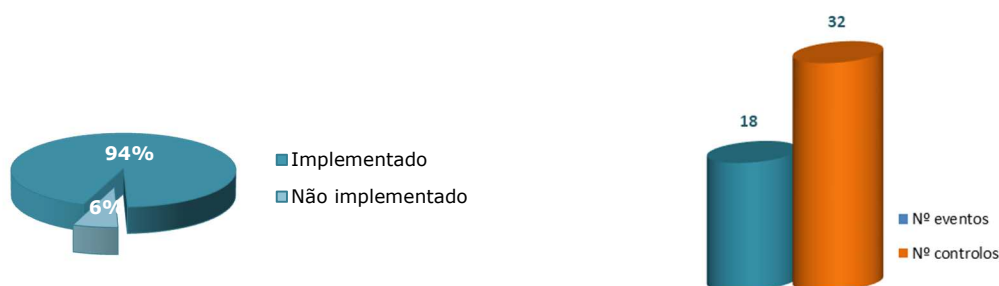 94%
6%
Implementado
Não implementado
32
18
Nº eventos
Nº controlos